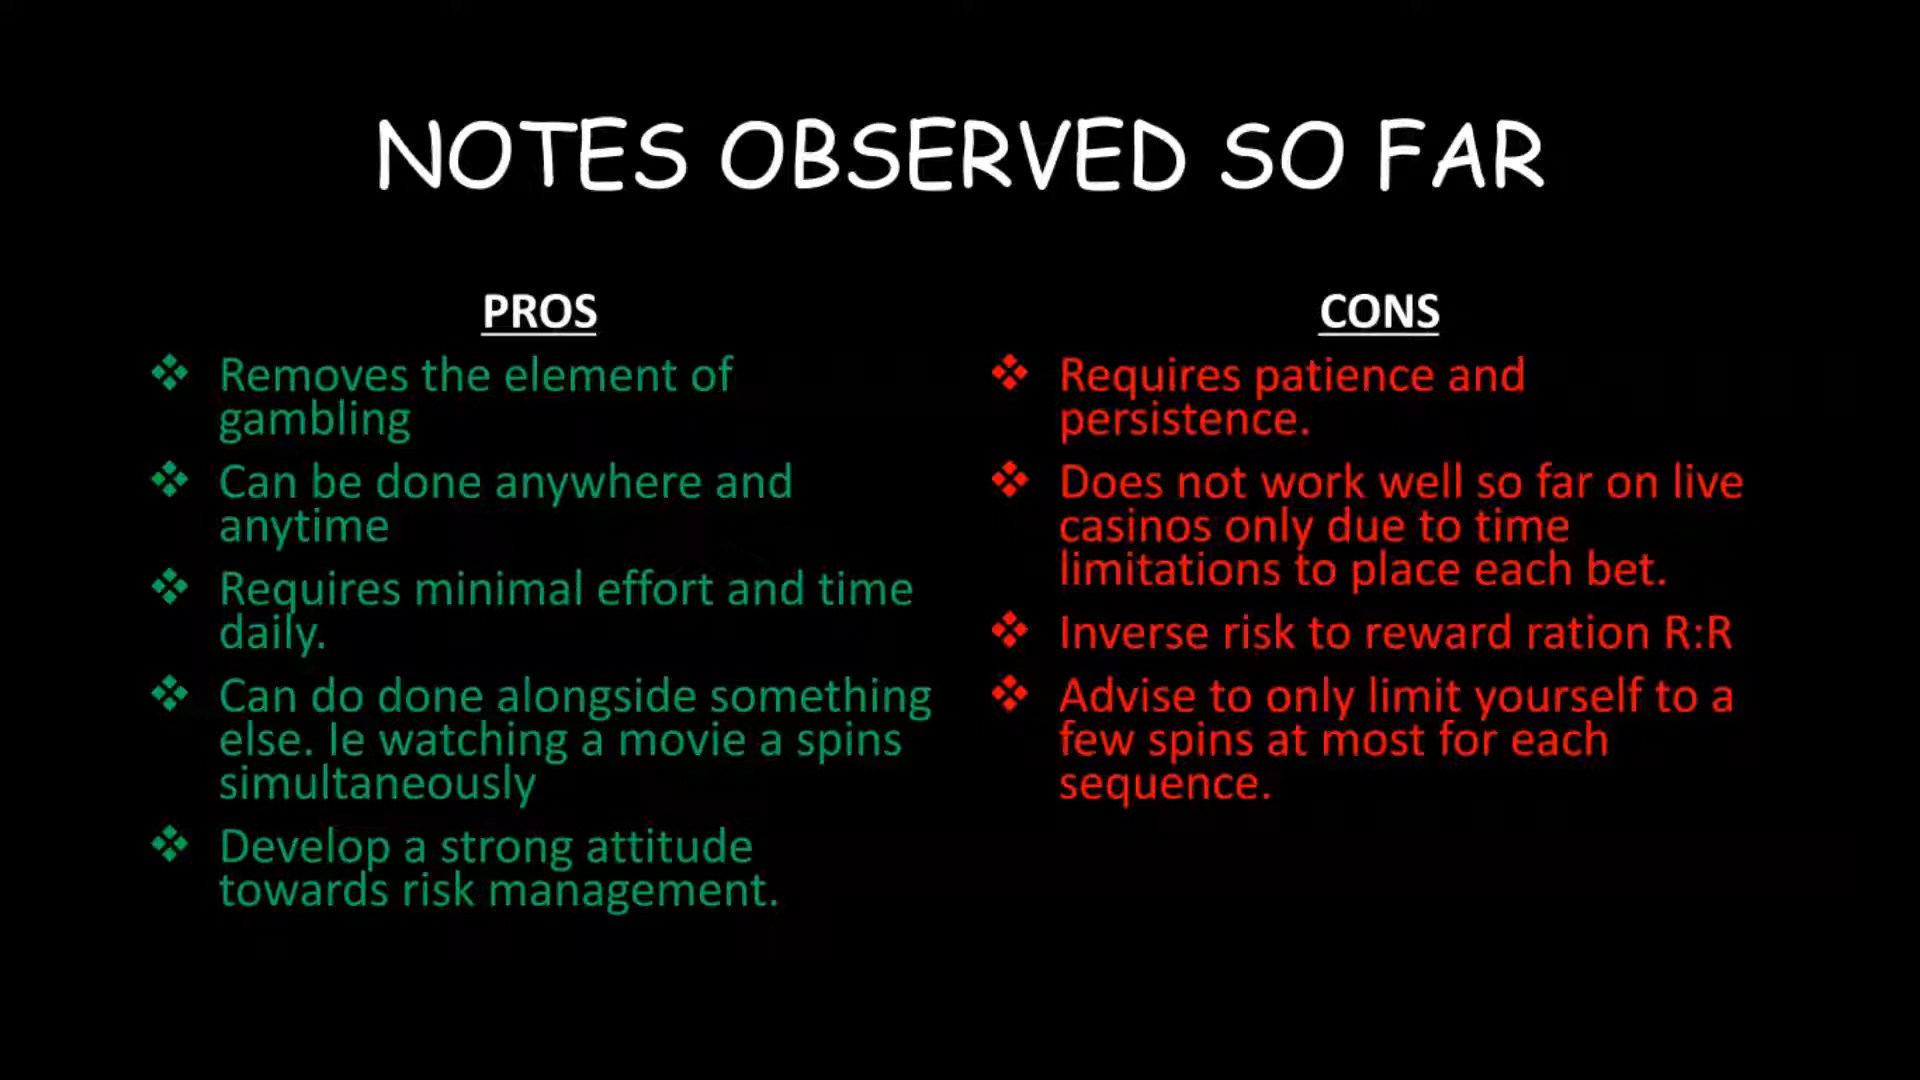 NOTES OBSERVED SO FAR
PROS
Removes the element of
gambling
Can be done anywhere and
anytime
Requires minimal effort and time
daily.
Can do done alongside something
else. Ie watching a movie a spins
simultaneously
Develop a strong attitude
towards risk management.
CONS
Requires patience and
persistence.
Does not work well so far on live
casinos only due to time
limitations to place each bet.
Inverse risk to reward ration R:R
Advise to only limit yourself to a
few spins at most for each
sequence.